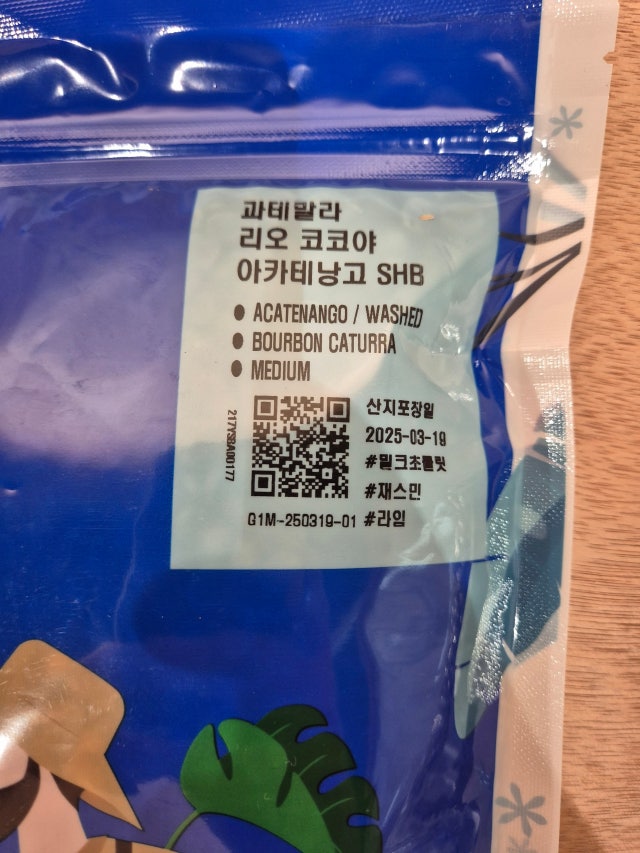 과테말라
리오 코코야
아카테낭고 SHB
● ACATENANGO / WASHED
● BOURBON CATURRA
● MEDIUM
산지포장일
2025-03-19
#밀크초콜릿
#재스민
G1M-250319-01 #라임